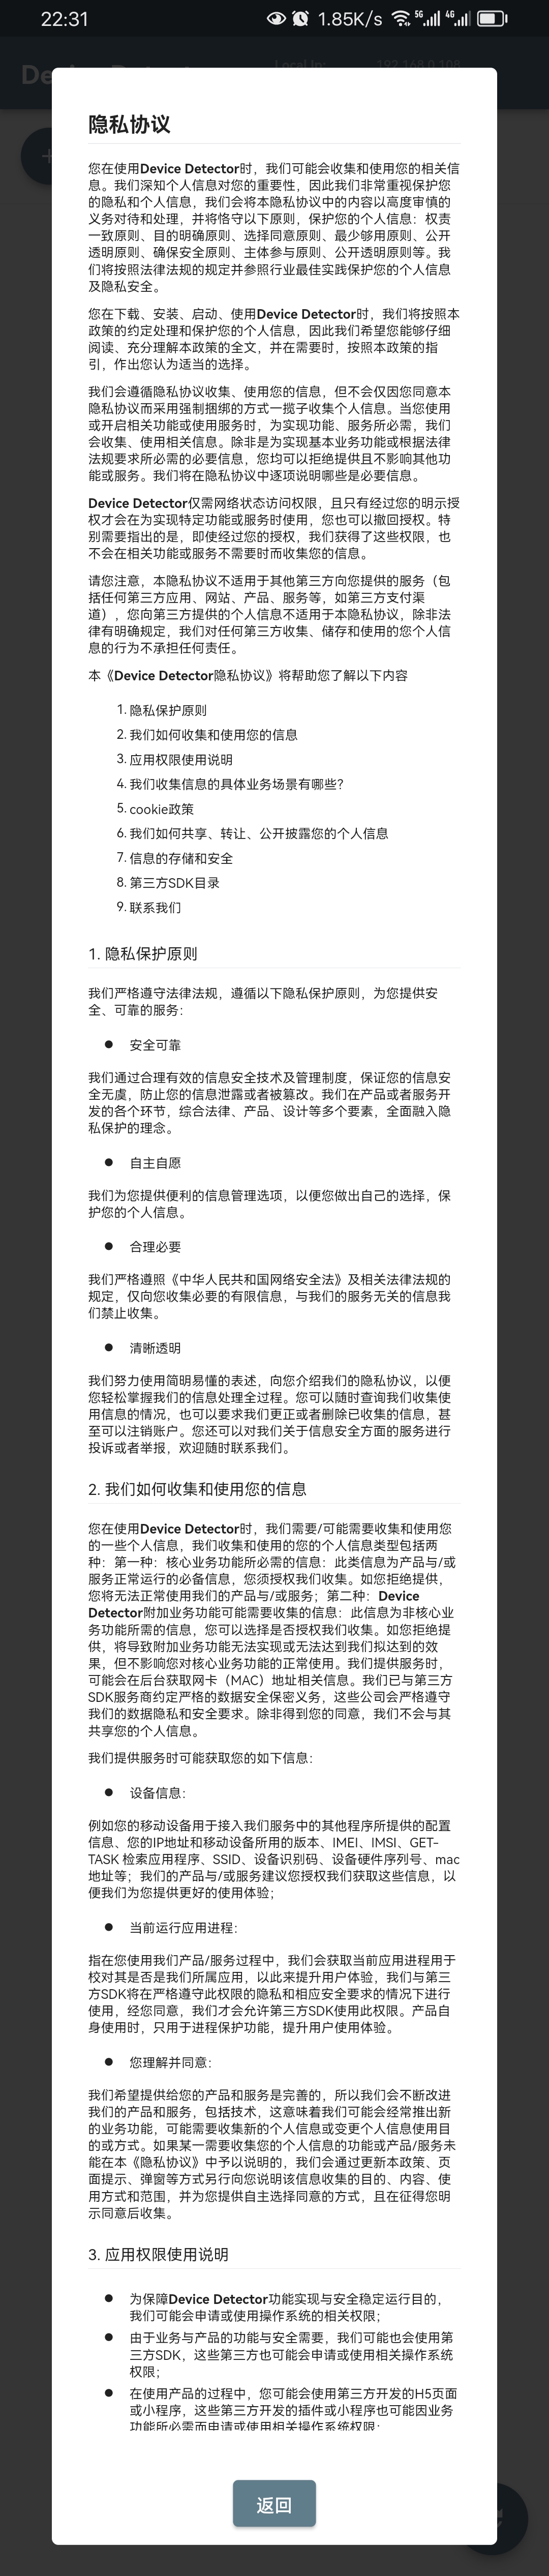 22:31
1.85K/s
5G
4G
Local Ip:
192.168.0.108
隐私协议
您在使用Device Detector时，我们可能会收集和使用您的相关信
息。我们深知个人信息对您的重要性，因此我们非常重视保护您
的隐私和个人信息，我们会将本隐私协议中的内容以高度审慎的
义务对待和处理，并将恪守以下原则，保护您的个人信息：权责
一致原则、目的明确原则、选择同意原则、最少够用原则、公开
透明原则、确保安全原则、主体参与原则、公开透明原则等。我
们将按照法律法规的规定并参照行业最佳实践保护您的个人信息
及隐私安全。
您在下载、安装、启动、使用Device Detector时，我们将按照本
政策的约定处理和保护您的个人信息，因此我们希望您能够仔细
阅读、充分理解本政策的全文，并在需要时，按照本政策的指
引，作出您认为适当的选择。
我们会遵循隐私协议收集、使用您的信息，但不会仅因您同意本
隐私协议而采用强制捆绑的方式一揽子收集个人信息。当您使用
或开启相关功能或使用服务时，为实现功能、服务所必需，我们
会收集、使用相关信息。除非是为实现基本业务功能或根据法律
法规要求所必需的必要信息，您均可以拒绝提供且不影响其他功
能或服务。我们将在隐私协议中逐项说明哪些是必要信息。
Device Detector仅需网络状态访问权限，且只有经过您的明示授
权才会在为实现特定功能或服务时使用，您也可以撤回授权。特
别需要指出的是，即使经过您的授权，我们获得了这些权限，也
不会在相关功能或服务不需要时而收集您的信息。
请您注意，本隐私协议不适用于其他第三方向您提供的服务（包
括任何第三方应用、网站、产品、服务等，如第三方支付渠
道），您向第三方提供的个人信息不适用于本隐私协议，除非法
律有明确规定，我们对任何第三方收集、储存和使用的您个人信
息的行为不承担任何责任。
本《Device Detector隐私协议》将帮助您了解以下内容
1. 隐私保护原则
2. 我们如何收集和使用您的信息
3. 应用权限使用说明
4. 我们收集信息的具体业务场景有哪些？
5. cookie政策
6. 我们如何共享、转让、公开披露您的个人信息
7. 信息的存储和安全
8. 第三方SDK目录
9. 联系我们
1. 隐私保护原则
我们严格遵守法律法规，遵循以下隐私保护原则，为您提供安
全、可靠的服务：
● 安全可靠
我们通过合理有效的信息安全技术及管理制度，保证您的信息安
全无虞，防止您的信息泄露或者被篡改。我们在产品或者服务开
发的各个环节，综合法律、产品、设计等多个要素，全面融入隐
私保护的理念。
● 自主自愿
我们为您提供便利的信息管理选项，以便您做出自己的选择，保
护您的个人信息。
● 合理必要
我们严格遵照《中华人民共和国网络安全法》及相关法律法规的
规定，仅向您收集必要的有限信息，与我们的服务无关的信息我
们禁止收集。
● 清晰透明
我们努力使用简明易懂的表述，向您介绍我们的隐私协议，以便
您轻松掌握我们的信息处理全过程。您可以随时查询我们收集使
用信息的情况，也可以要求我们更正或者删除已收集的信息，甚
至可以注销账户。您还可以对我们关于信息安全方面的服务进行
投诉或者举报，欢迎随时联系我们。
2. 我们如何收集和使用您的信息
您在使用Device Detector时，我们需要/可能需要收集和使用您
的一些个人信息，我们收集和使用的您的个人信息类型包括两
种：第一种：核心业务功能所必需的信息：此类信息为产品与/或
服务正常运行的必备信息，您须授权我们收集。如您拒绝提供，
您将无法正常使用我们的产品与/或服务；第二种：Device
Detector附加业务功能可能需要收集的信息：此信息为非核心业
务功能所需的信息，您可以选择是否授权我们收集。如您拒绝提
供，将导致附加业务功能无法实现或无法达到我们拟达到的效
果，但不影响您对核心业务功能的正常使用。我们提供服务时，
可能会在后台获取网卡（MAC）地址相关信息。我们已与第三方
SDK服务商约定严格的数据安全保密义务，这些公司会严格遵守
我们的数据隐私和安全要求。除非得到您的同意，我们不会与其
共享您的个人信息。
我们提供服务时可能获取您的如下信息：
● 设备信息：
例如您的移动设备用于接入我们服务中的其他程序所提供的配置
信息、您的IP地址和移动设备所用的版本、IMEI、IMSI、GET-
TASK 检索应用程序、SSID、设备识别码、设备硬件序列号、mac
地址等；我们的产品与/或服务建议您授权我们获取这些信息，以
便我们为您提供更好的使用体验；
● 当前运行应用进程：
指在您使用我们产品/服务过程中，我们会获取当前应用进程用于
校对其是否是我们所属应用，以此来提升用户体验，我们与第三
方SDK将在严格遵守此权限的隐私和相应安全要求的情况下进行
使用，经您同意，我们才会允许第三方SDK使用此权限。产品自
身使用时，只用于进程保护功能，提升用户使用体验。
● 您理解并同意：
我们希望提供给您的产品和服务是完善的，所以我们会不断改进
我们的产品和服务，包括技术，这意味着我们可能会经常推出新
的业务功能，可能需要收集新的个人信息或变更个人信息使用目
的或方式。如果某一需要收集您的个人信息的功能或产品/服务未
能在本《隐私协议》中予以说明的，我们会通过更新本政策、页
面提示、弹窗等方式另行向您说明该信息收集的目的、内容、使
用方式和范围，并为您提供自主选择同意的方式，且在征得您明
示同意后收集。
3. 应用权限使用说明
● 为保障Device Detector功能实现与安全稳定运行目的，
我们可能会申请或使用操作系统的相关权限；
● 由于业务与产品的功能与安全需要，我们可能也会使用第
三方SDK，这些第三方也可能会申请或使用相关操作系统
权限；
● 在使用产品的过程中，您可能会使用第三方开发的H5页面
或小程序，这些第三方开发的插件或小程序也可能因业务
功能所必需而申请或使用相关操作系统权限；
返回